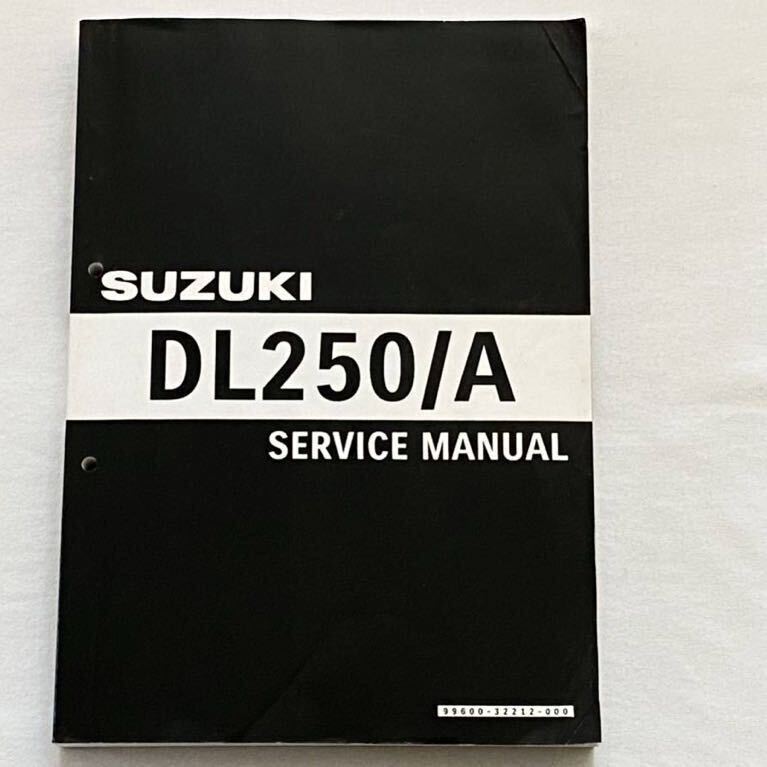 SUZUKI
DL250/A
SERVICE MANUAL
99600-32212-000